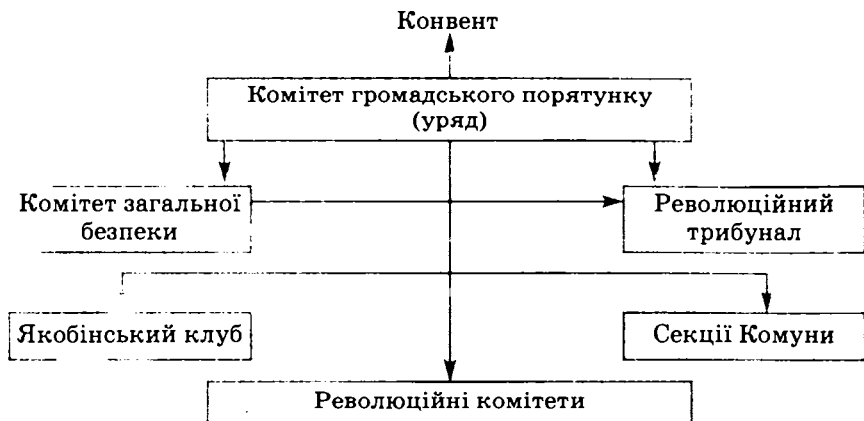 Конвент
Комітет громадського порятунку
(уряд)
Комітет загальної
безпеки
Революційний
трибунал
Якобінський клуб
Секції Комуни
Революційні комітети